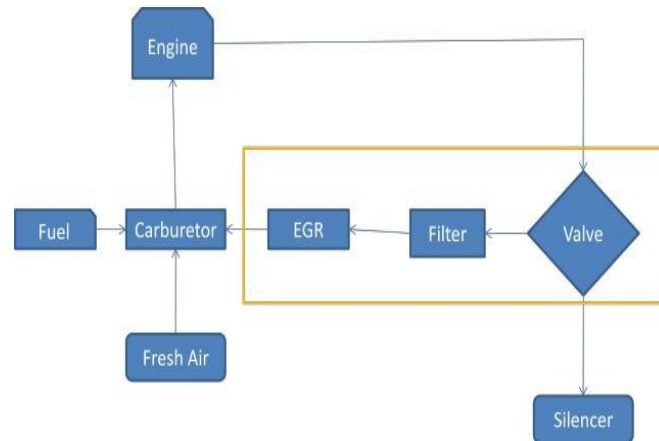 Engine
Fuel
Carburetor
EGR
Filter
Valve
Fresh Air
Silencer